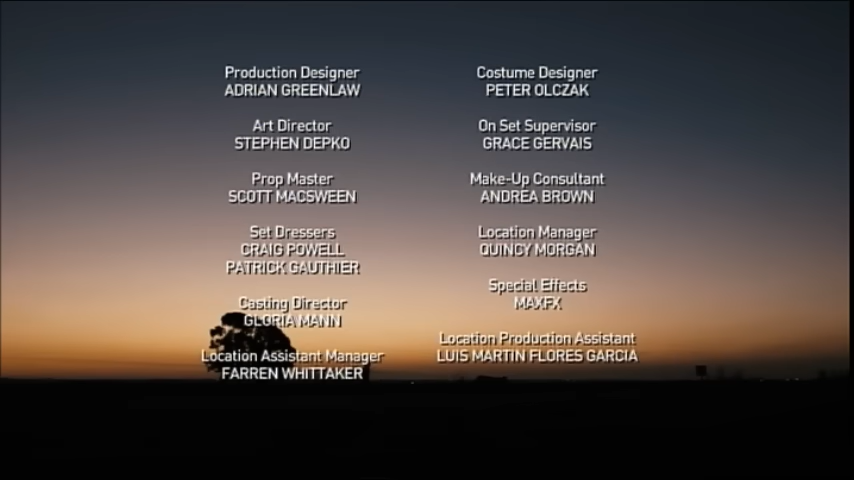 Production Designer
ADRIAN GREENLAW
Art Director
STEPHEN DEPKO
Prop Master
SCOTT MACSWEEN
Set Dressers
CRAIG POWELL
PATRICK GAUTHIER
Casting Director
GLORIA MANN
Location Assistant Manager
FARREN WHITTAKER
Costume Designer
PETER OLCZAK
On Set Supervisor
GRACE GERVAIS
Make-Up Consultant
ANDREA BROWN
Location Manager
QUINCY MORGAN
Special Effects
MAXFX
Location Production Assistant
LUIS MARTIN FLORES GARCIA